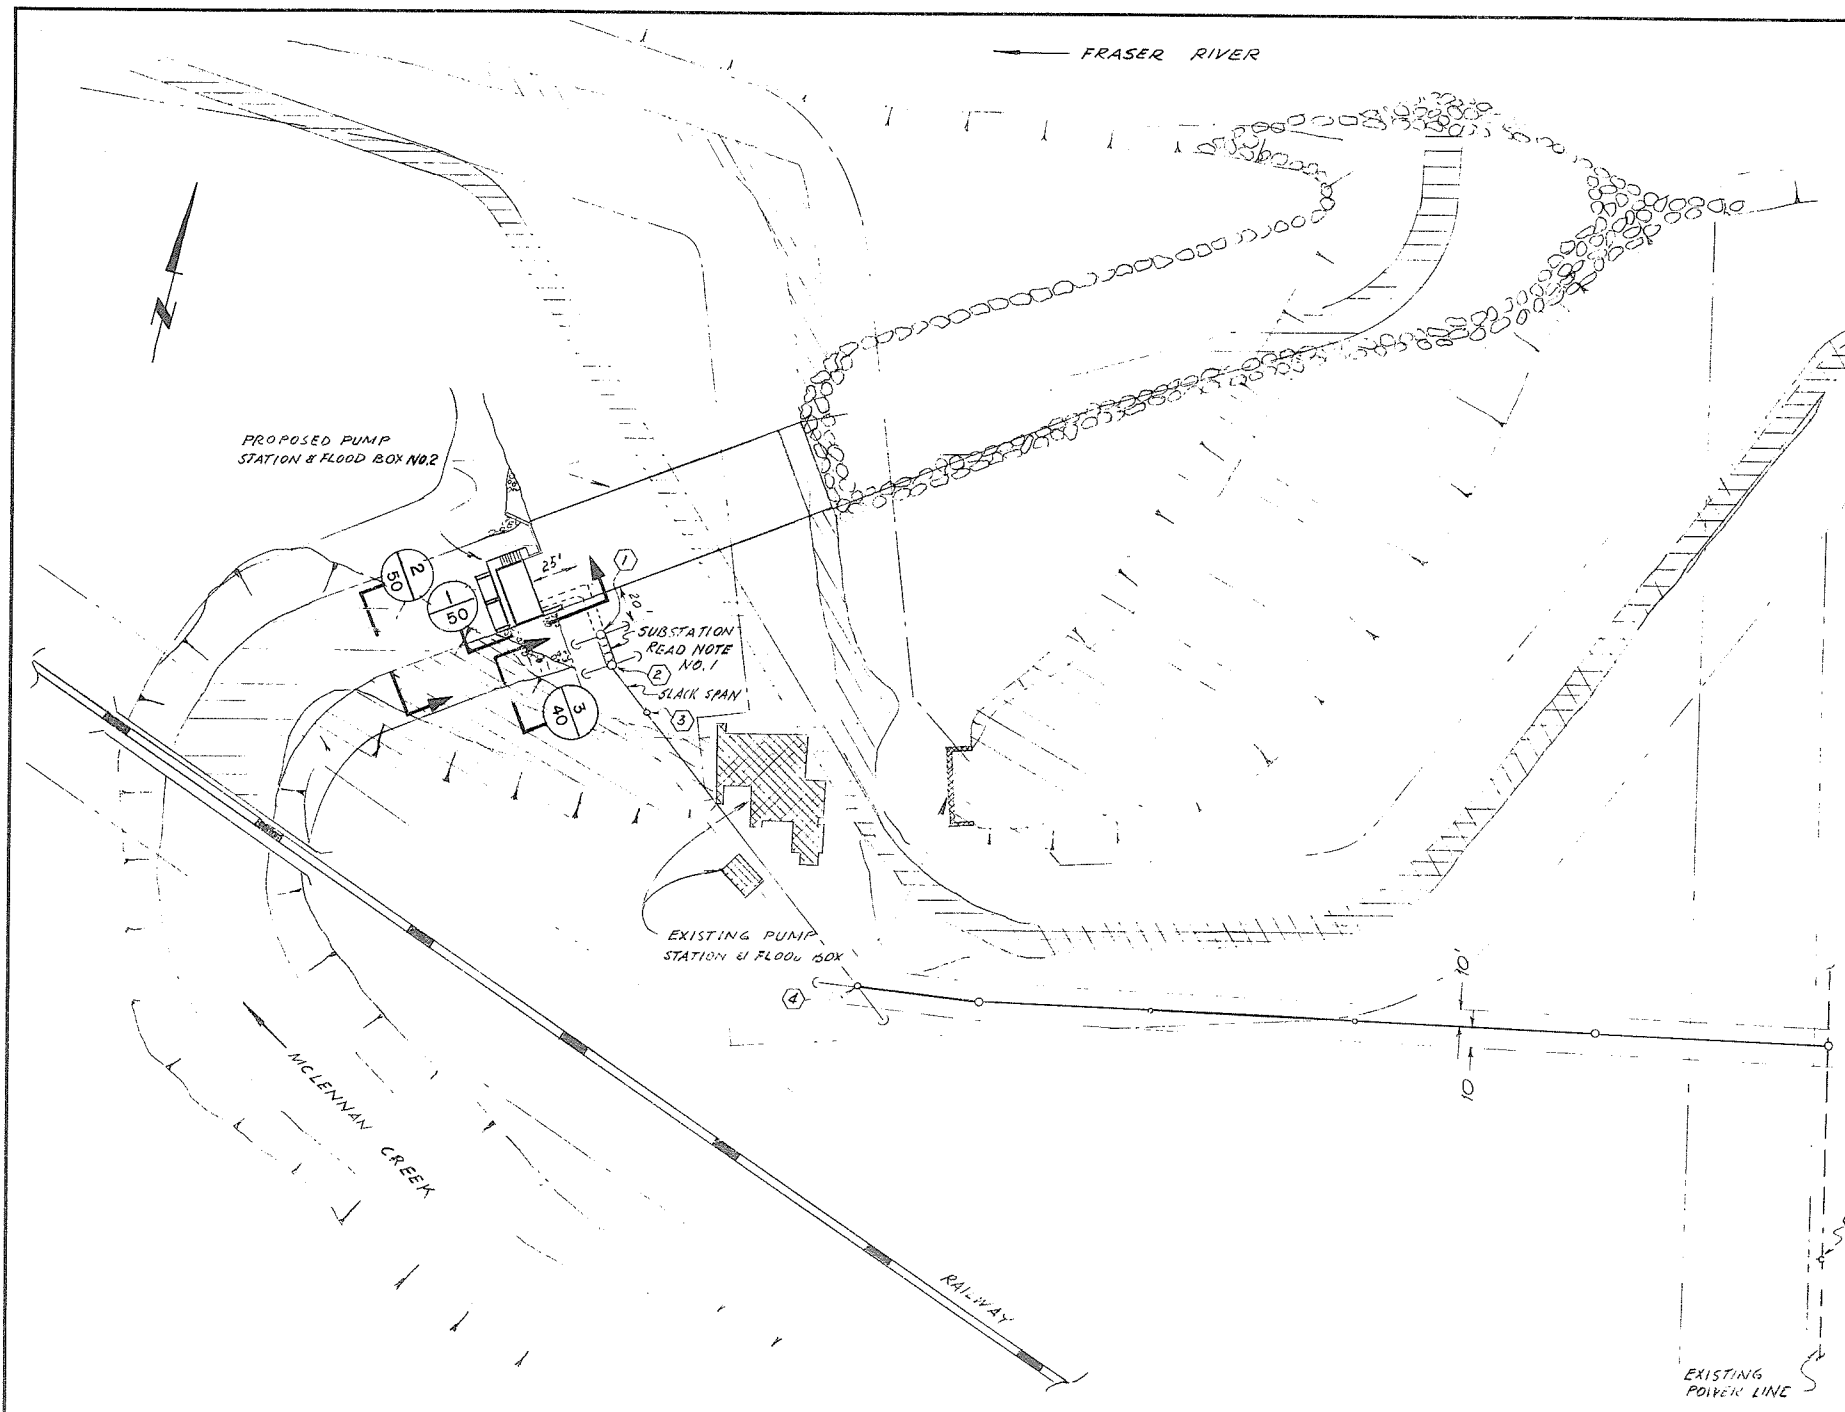 FRASER RIVER
N
PROPOSED PUMP
STATION & FLOOD BOX NO.2
2
50
1
50
25'
1
20'
SUBSTATION
READ NOTE
NO. 1
2
SLACK SPAN
3
3
40
EXISTING PUMP
STATION & FLOOD BOX
4
10'
10
MCLENNAN CREEK
RAILWAY
EXISTING
POWER LINE